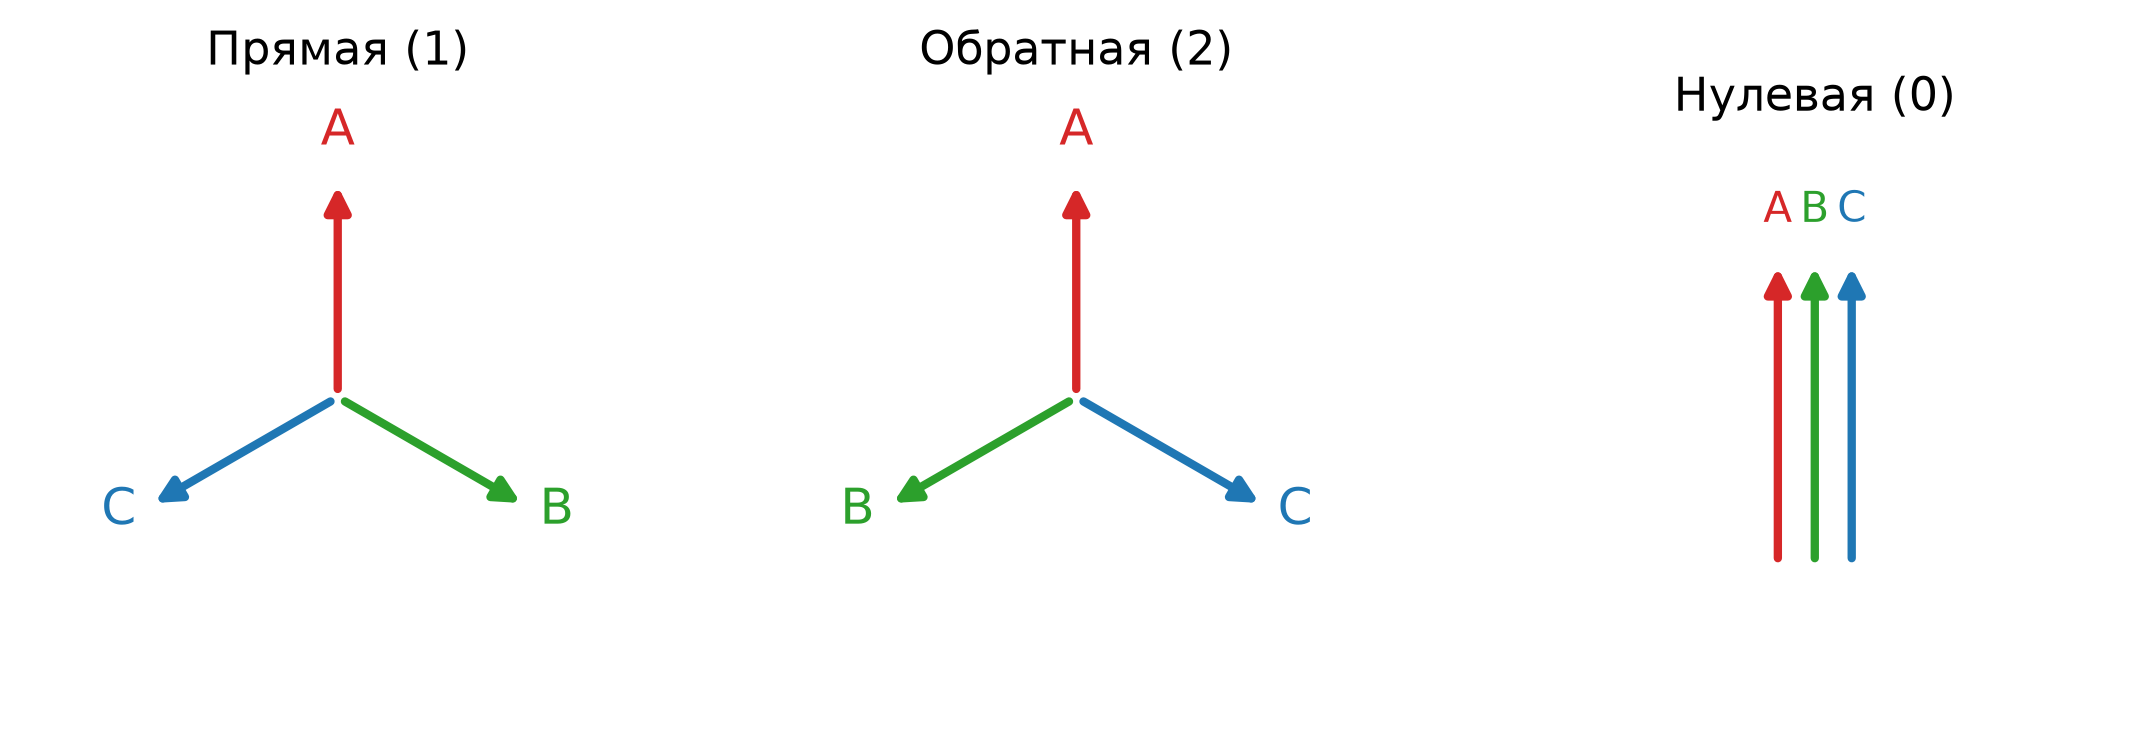 Прямая (1)
A
C
B
Обратная (2)
A
B
C
Нулевая (0)
A B C